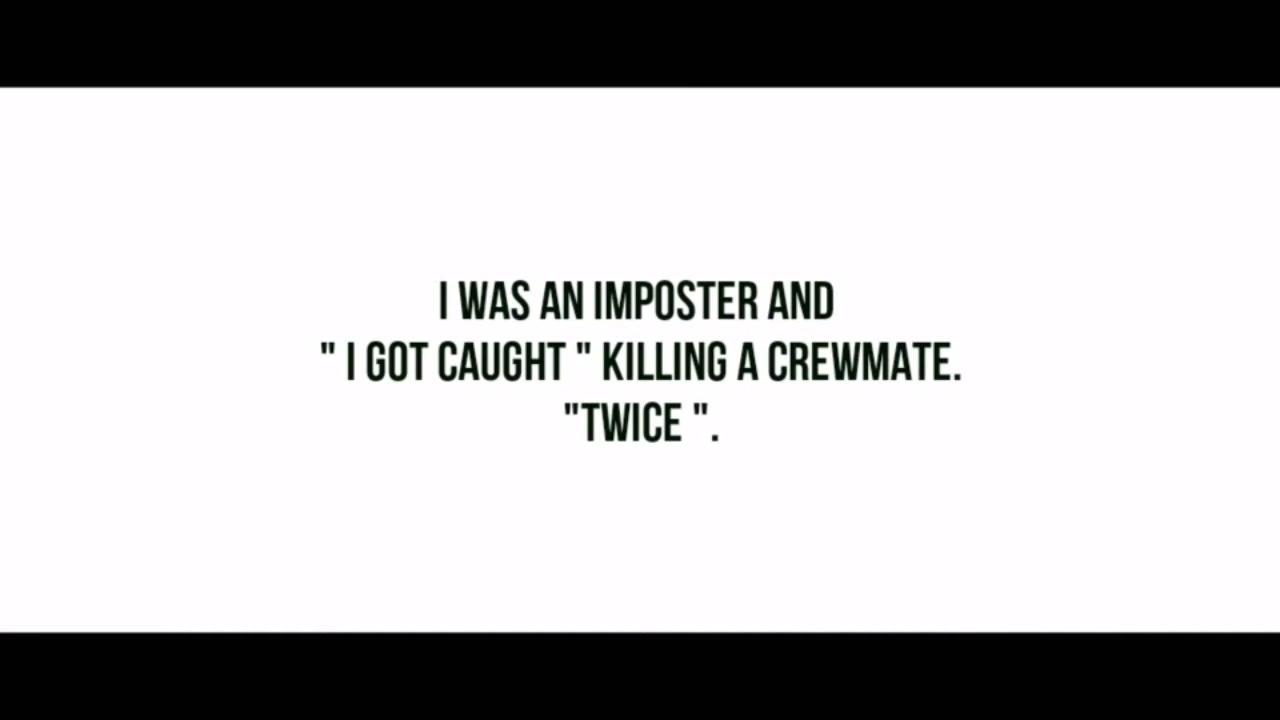 I WAS AN IMPOSTER AND
" I GOT CAUGHT " KILLING A CREWMATE.
"TWICE ".